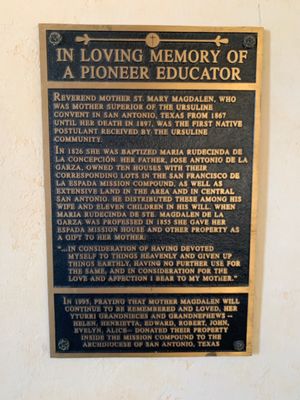 IN LOVING MEMORY OF
A PIONEER EDUCATOR
REVEREND MOTHER ST. MARY MAGDALEN, WHO
WAS MOTHER SUPERIOR OF THE URSULINE
CONVENT IN SAN ANTONIO, TEXAS FROM 1867
UNTIL HER DEATH IN 1897, WAS THE FIRST NATIVE
POSTULANT RECEIVED BY THE URSULINE
COMMUNITY.
IN 1826 SHE WAS BAPTIZED MARIA RUDECINDA DE
LA CONCEPCIÓN. HER FATHER, JOSE ANTONIO DE LA
GARZA, OWNED TEN HOUSES WITH THEIR
CORRESPONDING LOTS IN THE SAN FRANCISCO DE
LA ESPADA MISSION COMPOUND, AS WELL AS
EXTENSIVE LAND IN THE AREA AND IN CENTRAL
SAN ANTONIO. HE DISTRIBUTED THESE AMONG HIS
WIFE AND ELEVEN CHILDREN IN HIS WILL. WHEN
MARIA RUDECINDA DE STE. MAGDALEN DE LA
GARZA WAS PROFESSED IN 1855 SHE GAVE HER
ESPADA MISSION HOUSE AND OTHER PROPERTY AS
A GIFT TO HER MOTHER:
"...IN CONSIDERATION OF HAVING DEVOTED
MYSELF TO THINGS HEAVENLY AND GIVEN UP
THINGS EARTHLY, HAVING NO FURTHER USE FOR
THE SAME, AND IN CONSIDERATION FOR THE
LOVE AND AFFECTION I BEAR TO MY MOTHER."
IN 1995, PRAYING THAT MOTHER MAGDALEN WILL
CONTINUE TO BE REMEMBERED AND LOVED, HER
YTURRI GRANDNIECES AND GRANDNEPHEWS --
HELEN, HENRIETTA, EDWARD, ROBERT, JOHN,
EVELYN, ALICE-- DONATED THEIR PROPERTY
INSIDE THE MISSION COMPOUND TO THE
ARCHDIOCESE OF SAN ANTONIO, TEXAS